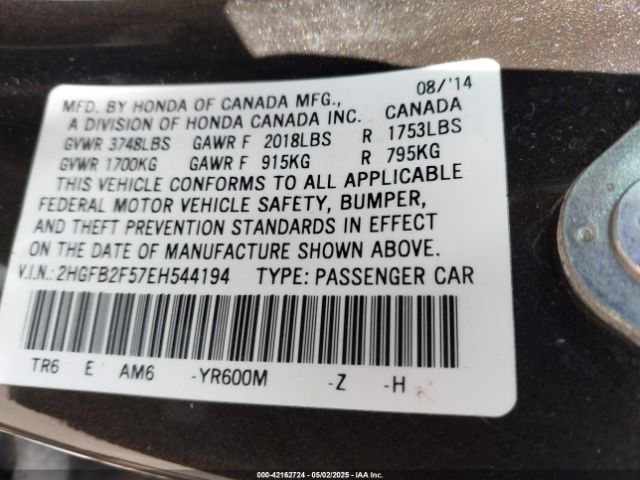 08/'14
MFD. BY HONDA OF CANADA MFG., CANADA
A DIVISION OF HONDA CANADA INC.
GVWR 3748LBS GAWR F 2018LBS R 1753LBS
GVWR 1700KG GAWR F 915KG R 795KG
THIS VEHICLE CONFORMS TO ALL APPLICABLE
FEDERAL MOTOR VEHICLE SAFETY, BUMPER,
AND THEFT PREVENTION STANDARDS IN EFFECT
ON THE DATE OF MANUFACTURE SHOWN ABOVE.
V.I.N.:2HGFB2F57EH544194 TYPE: PASSENGER CAR
TR6 E AM6 -YR600M -Z -H
000-42162724 - 05/02/2025 - IAA Inc.